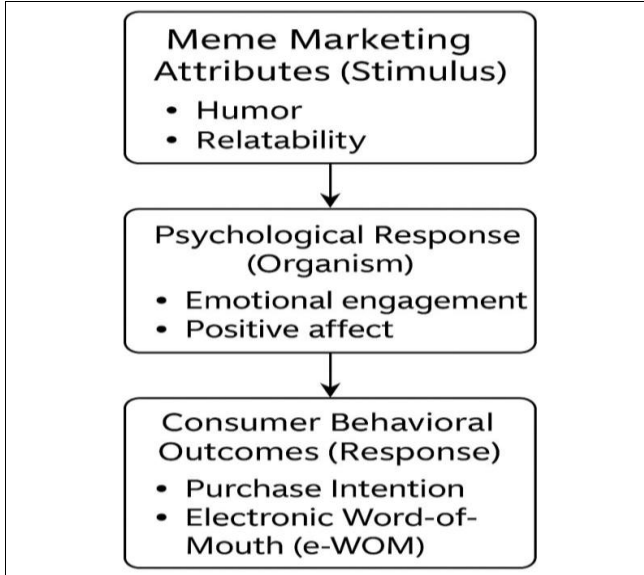 Meme Marketing
Attributes (Stimulus)
• Humor
• Relatability
Psychological Response
(Organism)
• Emotional engagement
• Positive affect
Consumer Behavioral
Outcomes (Response)
• Purchase Intention
• Electronic Word-of-
Mouth (e-WOM)